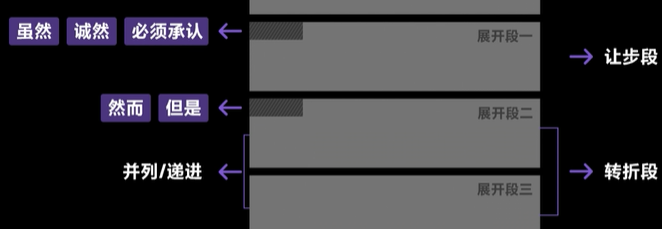 虽然 诚然 必须承认
展开段一
让步段
然而 但是
展开段二
并列/递进
转折段
展开段三